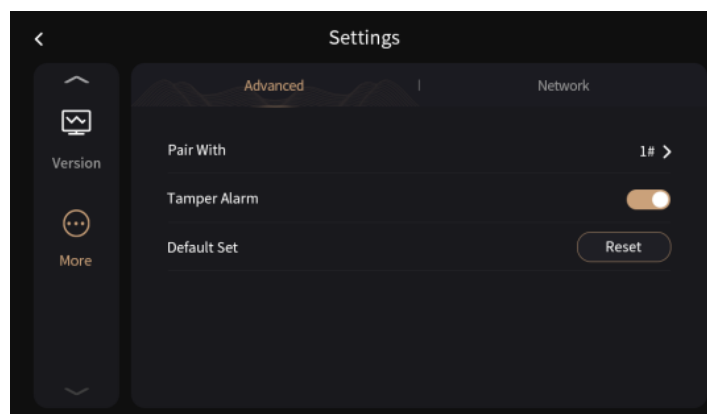 Settings
Advanced
Network
Version
More
Pair With
1#
Tamper Alarm
Default Set
Reset